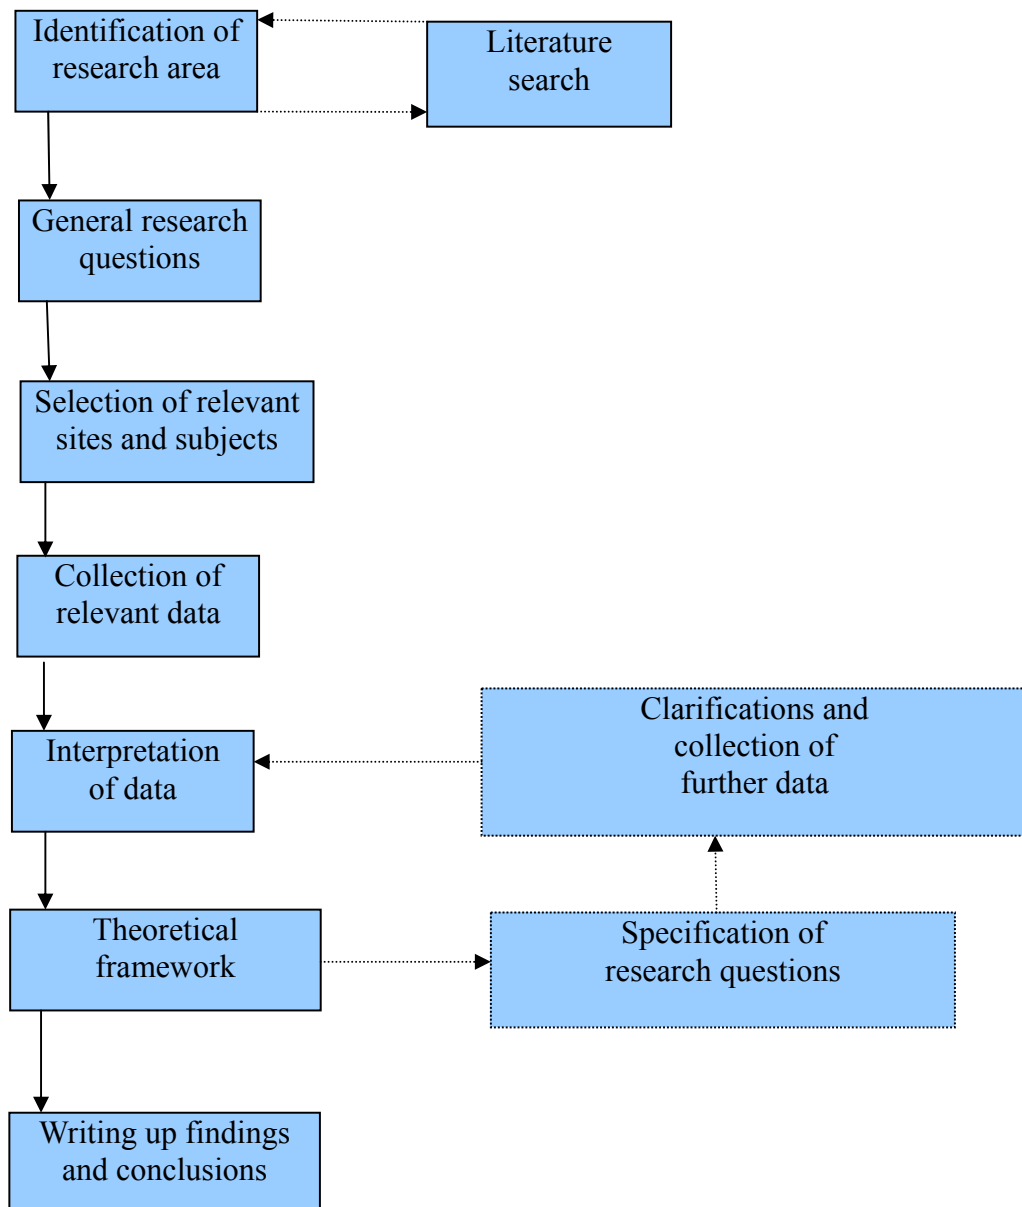 Identification of
research area
Literature
search
General research
questions
Selection of relevant
sites and subjects
Collection of
relevant data
Interpretation
of data
Clarifications and
collection of
further data
Theoretical
framework
Specification of
research questions
Writing up findings
and conclusions